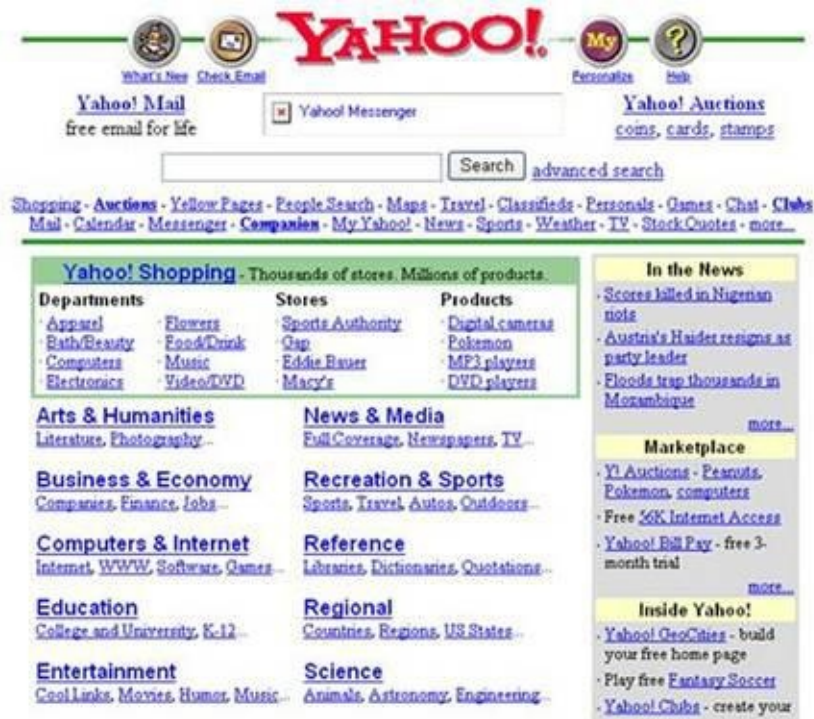 YAHOO!
My
?
What's New
Check Email
Personalize
Help
Yahoo! Mail
free email for life
Yahoo! Messenger
Yahoo! Auctions
coins, cards, stamps
Search
advanced search
Shopping - Auctions - Yellow Pages - People Search - Maps - Travel - Classifieds - Personals - Games - Chat - Clubs
Mail - Calendar - Messenger - Companion - My Yahoo! - News - Sports - Weather - TV - Stock Quotes - more...
Yahoo! Shopping - Thousands of stores. Millions of products.
Departments
· Apparel
· Bath/Beauty
· Computers
· Electronics
· Flowers
· Food/Drink
· Music
· Video/DVD
Stores
· Sports Authority
· Gap
· Eddie Bauer
· Macy's
Products
· Digital cameras
· Pokemon
· MP3 players
· DVD players
Arts & Humanities
Literature, Photography...
Business & Economy
Companies, Finance, Jobs...
Computers & Internet
Internet, WWW, Software, Games...
Education
College and University, K-12...
Entertainment
Cool Links, Movies, Humor, Music...
News & Media
Full Coverage, Newspapers, TV...
Recreation & Sports
Sports, Travel, Autos, Outdoors...
Reference
Libraries, Dictionaries, Quotations...
Regional
Countries, Regions, US States...
Science
Animals, Astronomy, Engineering...
In the News
· Scores killed in Nigerian
riots
· Austria's Haider resigns as
party leader
· Floods trap thousands in
Mozambique
more...
Marketplace
· Y! Auctions - Peanuts,
Pokemon, computers
· Free 56K Internet Access
· Yahoo! Bill Pay - free 3-
month trial
more...
Inside Yahoo!
· Yahoo! GeoCities - build
your free home page
· Play free Fantasy Soccer
· Yahoo! Clubs - create your